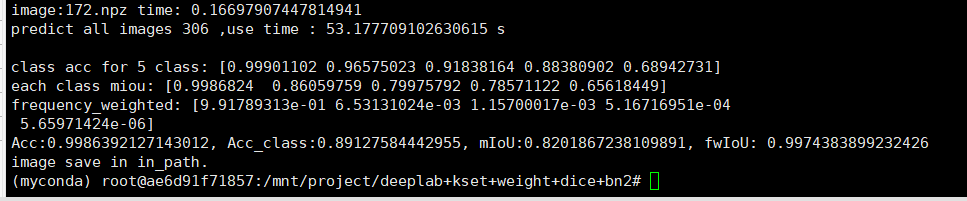 image:172.npz time: 0.16697907447814941
predict all images 306 ,use time : 53.177709102630615 s
class acc for 5 class: [0.99901102 0.96575023 0.91838164 0.88380902 0.68942731]
each class miou: [0.9986824  0.86059759 0.79975792 0.78571122 0.65618449]
frequency_weighted: [9.91789313e-01 6.53131024e-03 1.15700017e-03 5.16716951e-04
 5.65971424e-06]
Acc:0.9986392127143012, Acc_class:0.89127584442955, mIoU:0.8201867238109891, fwIoU: 0.9974383899232426
image save in in_path.
(myconda) root@ae6d91f71857:/mnt/project/deeplab+kset+weight+dice+bn2#